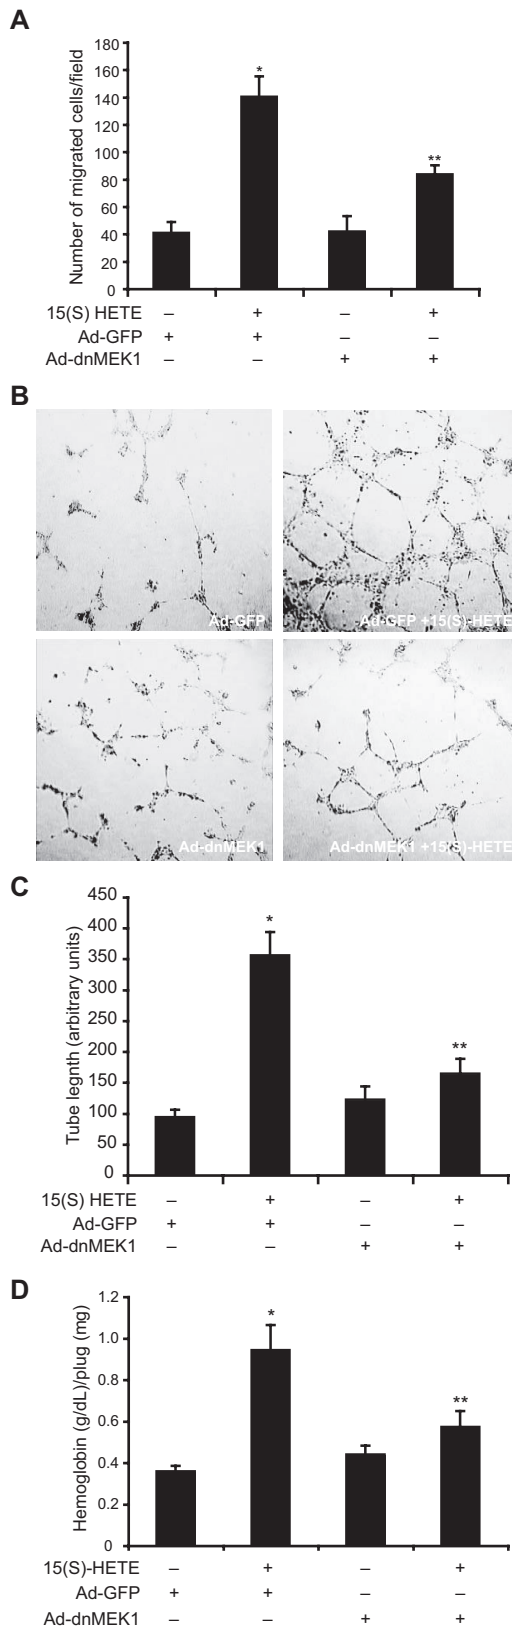 A
Number of migrated cells/field
180
160
140
120
100
80
60
40
20
0
*
**
15(S) HETE – + – +
Ad-GFP + + – –
Ad-dnMEK1 – – + +
B
Ad-GFP
Ad-GFP +15(S)-HETE
Ad-dnMEK1
Ad-dnMEK1 +15(S)-HETE
C
Tube legnth (arbitrary units)
450
400
350
300
250
200
150
100
50
0
*
**
15(S) HETE – + – +
Ad-GFP + + – –
Ad-dnMEK1 – – + +
D
Hemoglobin (g/dL)/plug (mg)
1.2
1.0
0.8
0.6
0.4
0.2
0
*
**
15(S)-HETE – + – +
Ad-GFP + + – –
Ad-dnMEK1 – – + +